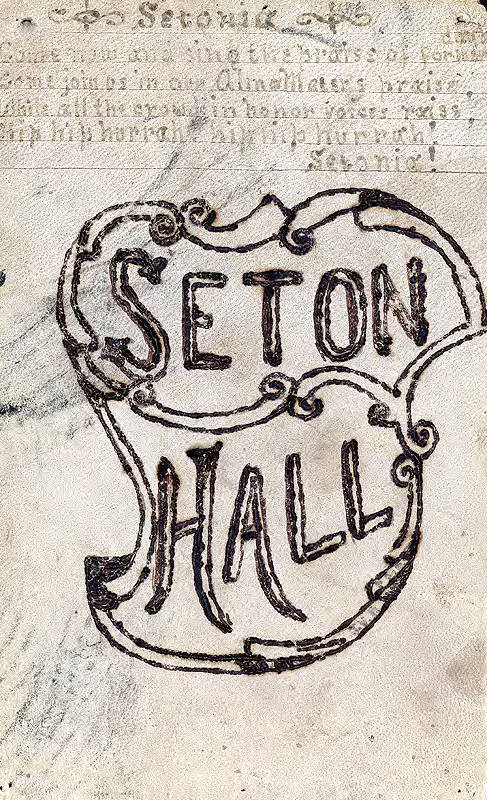 Setonia
Come now and sing the praise of
Come join us in our Alma Maters praise
While all the crowd in honor voices raise,
Hip hip hurrah! hip hip hurrah!
Setonia!
SETON
HALL